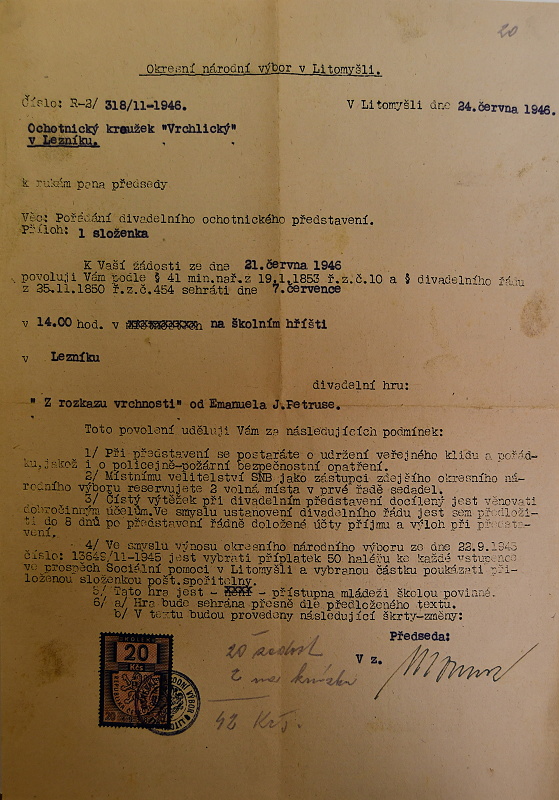 20
Okresní národní výbor v Litomyšli.
Číslo: R-2/ 318/11-1946.
V Litomyšli dne 24.června 1946.
Ochotnický kroužek "Vrchlický"
v Lezníku.
k rukám pana předsedy
Věc: Pořádání divadelního ochotnického představení.
Příloh: 1 složenka
K Vaší žádosti ze dne 21.června 1946
povoluji Vám podle § 41 min.nař.z 19.1.1853 ř.z.č.10 a § divadelního řádu
z 25.11.1850 ř.z.č.454 sehráti dne 7.července
v 14.00 hod. v na školním hřišti
v Lezníku
divadelní hru:
" Z rozkazu vrchnosti" od Emanuela J.Petruse.
Toto povolení uděluji Vám za následujících podmínek:
1/ Při představení se postaráte o udržení veřejného klidu a pořád-
ku,jakož i o policejně-požární bezpečnostní opatření.
2/ Místnímu velitelství SNB jako zástupci zdejšího okresního ná-
rodního výboru reservujete 2 volná místa v prvé řadě sedadel.
3/ Čistý výtěžek při divadelním představení docílený jest věnovati
dobročinným účelům.Ve smyslu ustanovení divadelního řádu jest sem předloži-
ti do 8 dnů po představení řádně doložené účty příjmu a výloh při předsta-
vení.
4/ Ve smyslu výnosu okresního národního výboru ze dne 22.9.1945
číslo: 13648/11-1945 jest vybrati příplatek 50 haléřu ke každé vstupence
ve prospěch Sociální pomoci v Litomyšli a vybranou částku poukázati při-
loženou složenkou pošt.spořitelny.
5/ Tato hra jest - - přístupna mládeži školou povinné.
6/ a/ Hra bude sehrána přesně dle předloženého textu.
b/ V textu budou provedeny následující škrty-změny:
Předseda:
V z.
KOLEK
20
Kčs
20 žádost
2 na
42 Kčs.